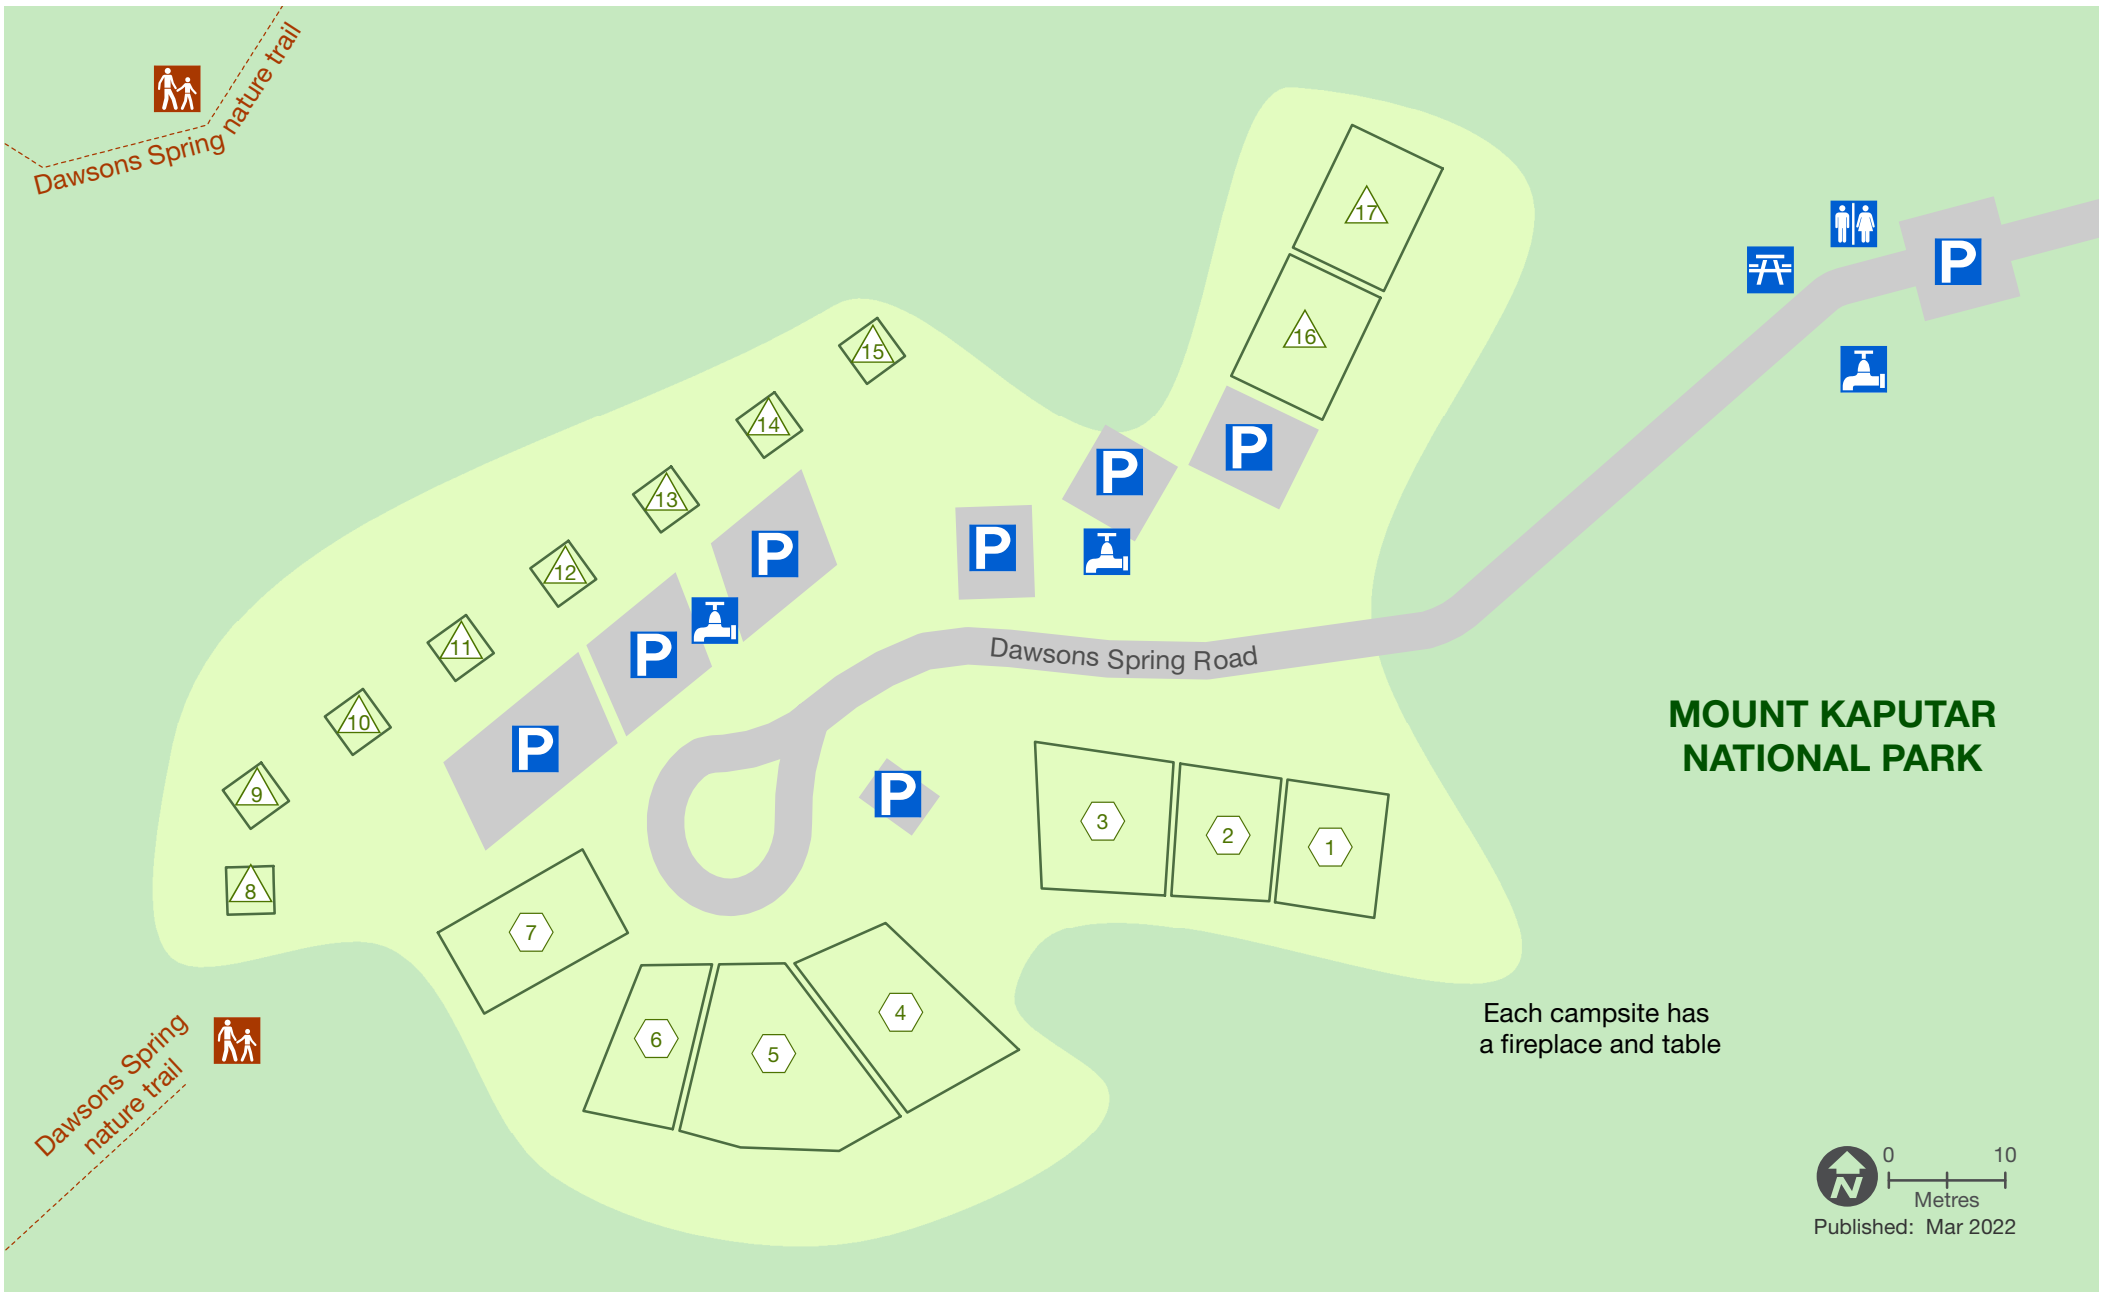 Dawsons Spring nature trail
17
16
15
14
13
12
11
10
9
8
P
P
P
P
P
P
P
P
Dawsons Spring Road
MOUNT KAPUTAR
NATIONAL PARK
3
2
1
7
6
5
4
Each campsite has
a fireplace and table
Dawsons Spring
nature trail
N
0 10
Metres
Published: Mar 2022